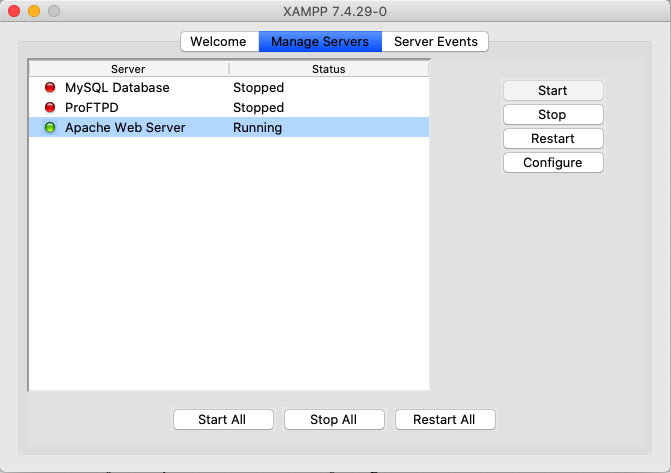 XAMPP 7.4.29-0
Welcome Manage Servers Server Events
Server Status
MySQL Database Stopped
ProFTPD Stopped
Apache Web Server Running
Start
Stop
Restart
Configure
Start All Stop All Restart All